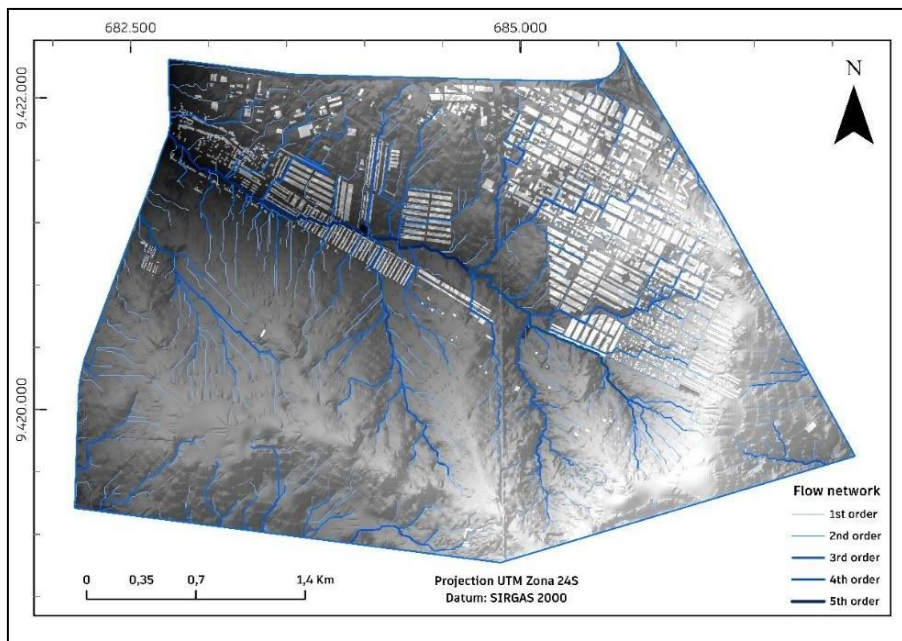 682.500
685.000
9.422.000
N
9.420.000
Flow network
1st order
2nd order
3rd order
4th order
5th order
0
0,35
0,7
1,4 Km
Projection UTM Zona 24S
Datum: SIRGAS 2000